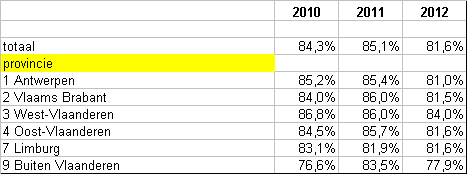 2010 2011 2012
totaal 84,3% 85,1% 81,6%
provincie
1 Antwerpen 85,2% 85,4% 81,0%
2 Vlaams Brabant 84,0% 86,0% 81,5%
3 West-Vlaanderen 86,8% 86,0% 84,0%
4 Oost-Vlaanderen 84,5% 85,7% 81,6%
7 Limburg 83,1% 81,9% 81,6%
9 Buiten Vlaanderen 76,6% 83,5% 77,9%